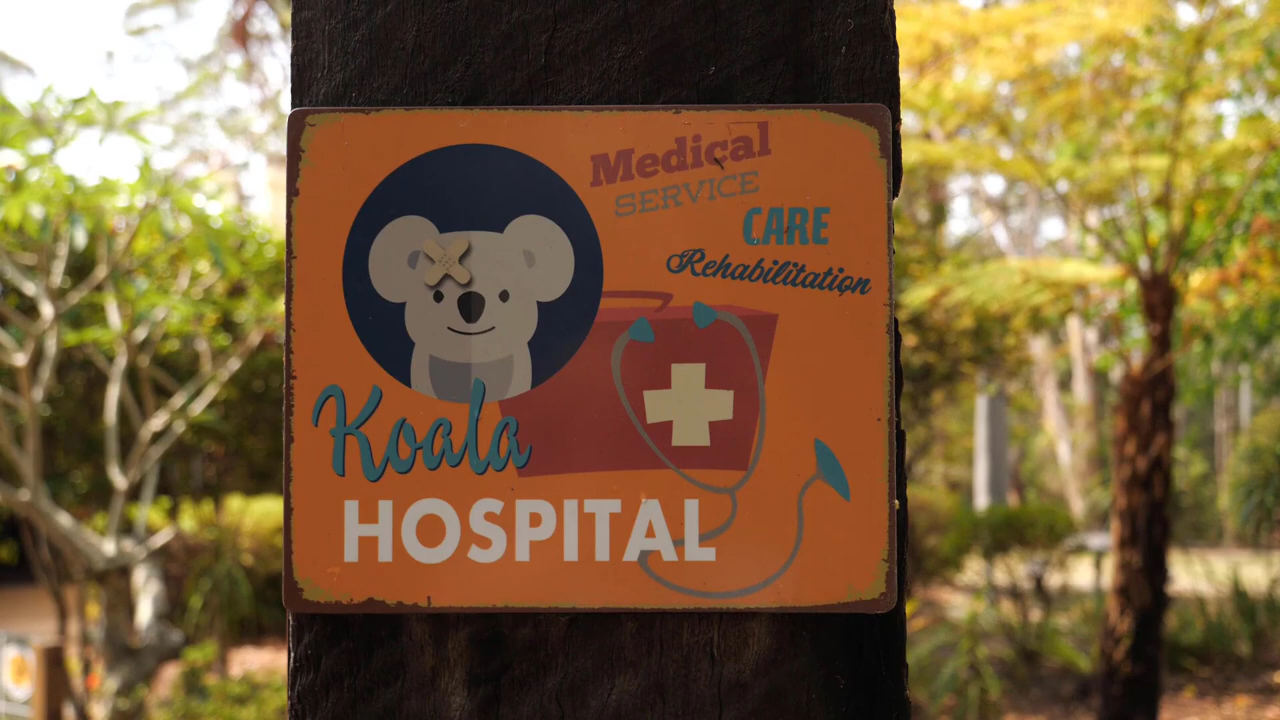 Medical
SERVICE
CARE
Rehabilitation
Koala
HOSPITAL